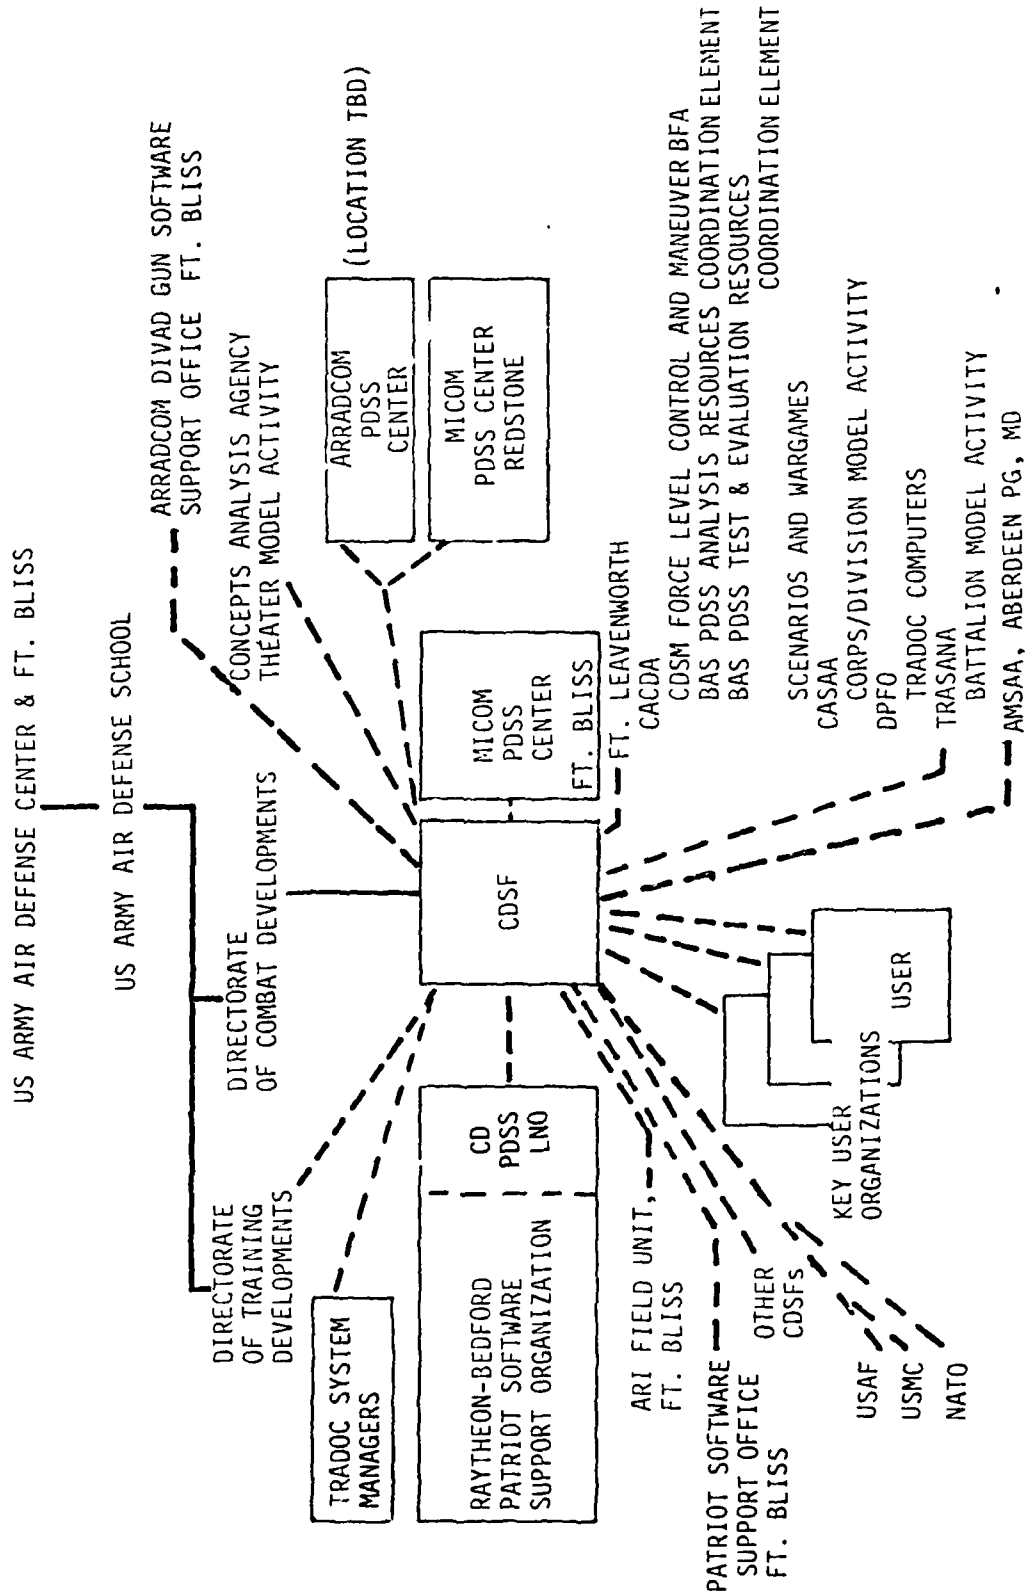 US ARMY AIR DEFENSE CENTER & FT. BLISS
US ARMY AIR DEFENSE SCHOOL
DIRECTORATE
OF TRAINING
DEVELOPMENTS
DIRECTORATE
OF COMBAT DEVELOPMENTS
ARRADCOM DIVAD GUN SOFTWARE
SUPPORT OFFICE FT. BLISS
CONCEPTS ANALYSIS AGENCY
THEATER MODEL ACTIVITY
TRADOC SYSTEM
MANAGERS
ARRADCOM
PDSS
CENTER
(LOCATION TBD)
MICOM
PDSS CENTER
REDSTONE
RAYTHEON-BEDFORD
PATRIOT SOFTWARE
SUPPORT ORGANIZATION
CD
PDSS
LNO
CDSF
MICOM
PDSS
CENTER
FT. BLISS
FT. LEAVENWORTH
CACDA
CDSM FORCE LEVEL CONTROL AND MANEUVER BFA
BAS PDSS ANALYSIS RESOURCES COORDINATION ELEMENT
BAS PDSS TEST & EVALUATION RESOURCES
COORDINATION ELEMENT
SCENARIOS AND WARGAMES
CASAA
CORPS/DIVISION MODEL ACTIVITY
DPFO
TRADOC COMPUTERS
TRASANA
BATTALION MODEL ACTIVITY
AMSAA, ABERDEEN PG, MD
ARI FIELD UNIT,
FT. BLISS
PATRIOT SOFTWARE
SUPPORT OFFICE
FT. BLISS
OTHER
CDSFs
USAF
USMC
NATO
KEY USER
ORGANIZATIONS
USER